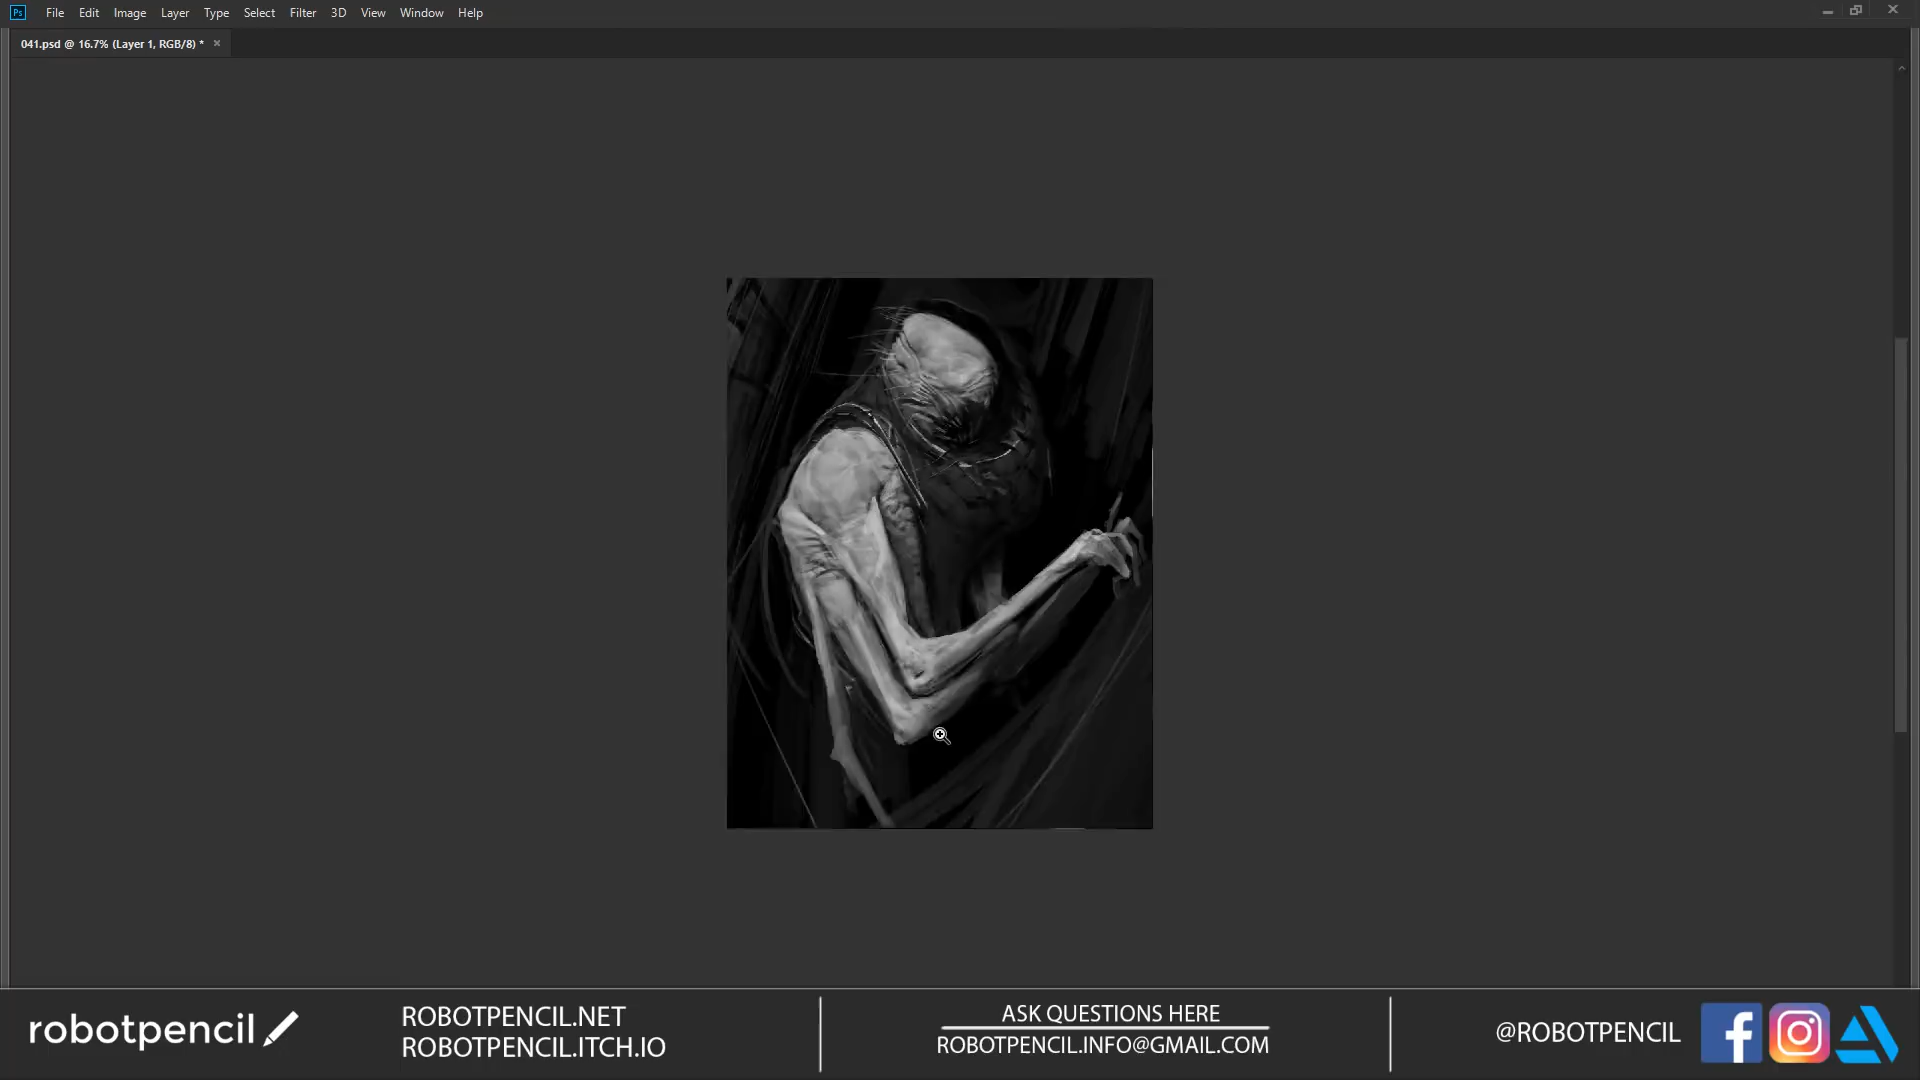 Ps File Edit Image Layer Type Select Filter 3D View Window Help
041.psd @ 16.7% (Layer 1, RGB/8) * ×
robotpencil
ROBOTPENCIL.NET
ROBOTPENCIL.ITCH.IO
ASK QUESTIONS HERE
ROBOTPENCIL.INFO@GMAIL.COM
@ROBOTPENCIL